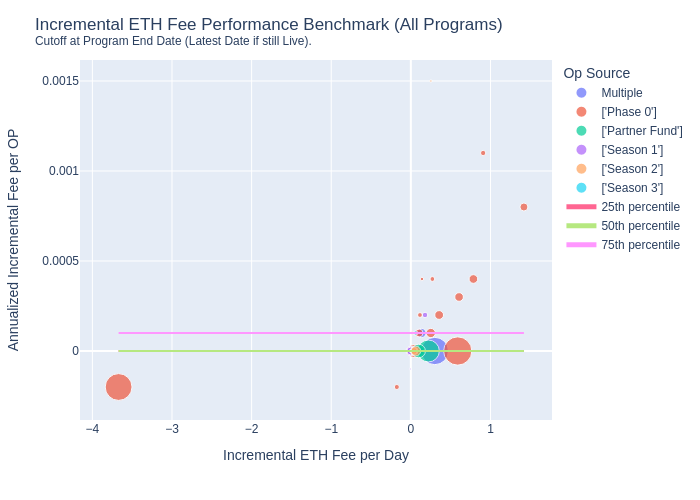 Incremental ETH Fee Performance Benchmark (All Programs)
Cutoff at Program End Date (Latest Date if still Live).
Annualized Incremental Fee per OP
0.0015
0.001
0.0005
0
−4
−3
−2
−1
0
1
Incremental ETH Fee per Day
Op Source
Multiple
['Phase 0']
['Partner Fund']
['Season 1']
['Season 2']
['Season 3']
25th percentile
50th percentile
75th percentile